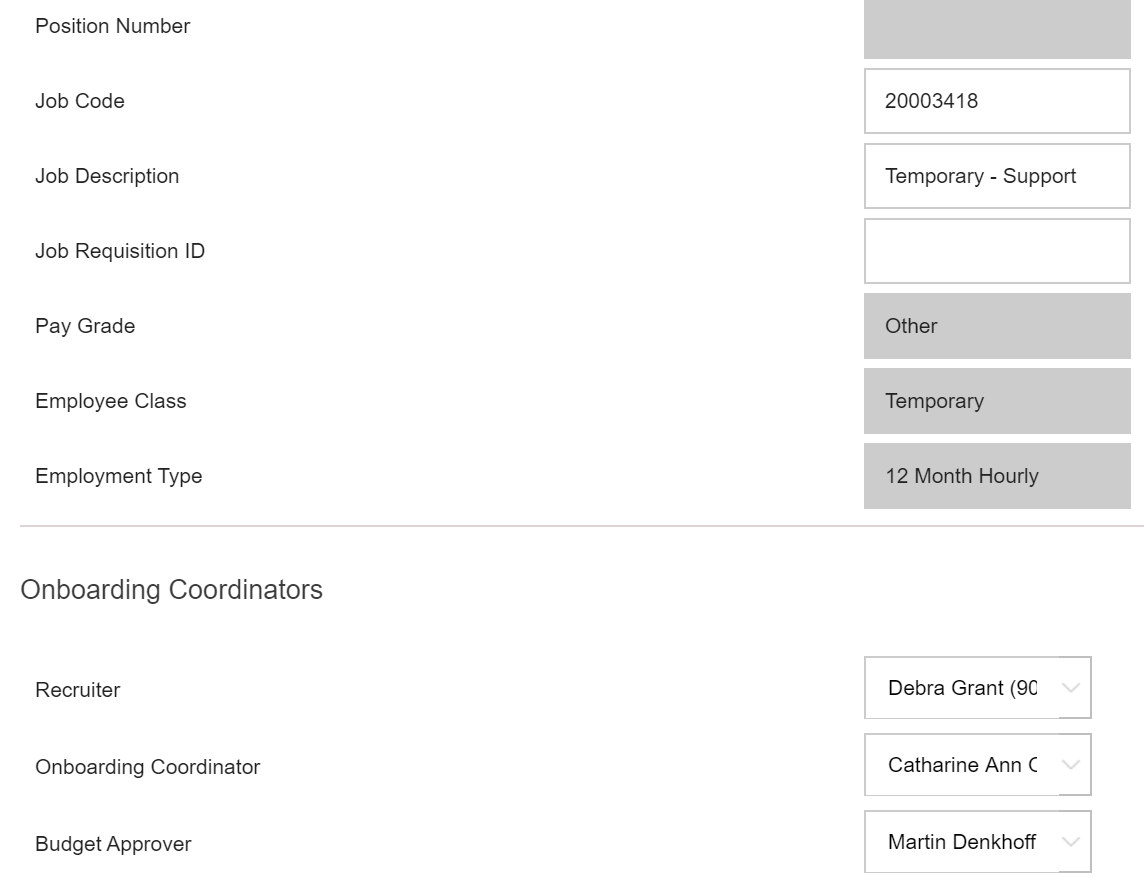 Position Number
Job Code 20003418
Job Description Temporary - Support
Job Requisition ID
Pay Grade Other
Employee Class Temporary
Employment Type 12 Month Hourly
Onboarding Coordinators
Recruiter Debra Grant (90
Onboarding Coordinator Catharine Ann
Budget Approver Martin Denkhoff